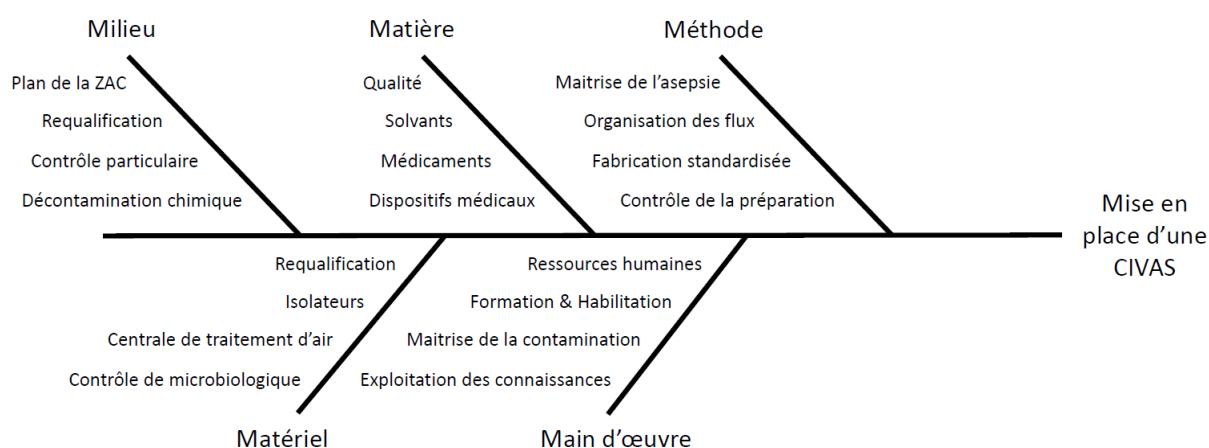 Milieu
Matière
Méthode
Plan de la ZAC
Requalification
Contrôle particulaire
Décontamination chimique
Qualité
Solvants
Médicaments
Dispositifs médicaux
Maitrise de l'asepsie
Organisation des flux
Fabrication standardisée
Contrôle de la préparation
Mise en
place d'une
CIVAS
Requalification
Isolateurs
Centrale de traitement d'air
Contrôle de microbiologique
Ressources humaines
Formation & Habilitation
Maitrise de la contamination
Exploitation des connaissances
Matériel
Main d'œuvre